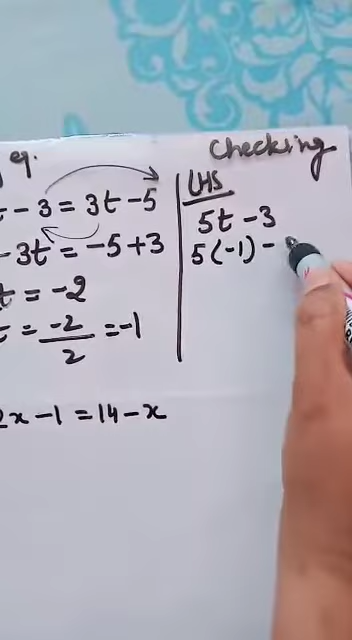 q.
Checking
t - 3 = 3t - 5
- 3t = -5 + 3
t = -2
t = -2/2 = -1
2x - 1 = 14 - x
LHS
5t - 3
5(-1) -